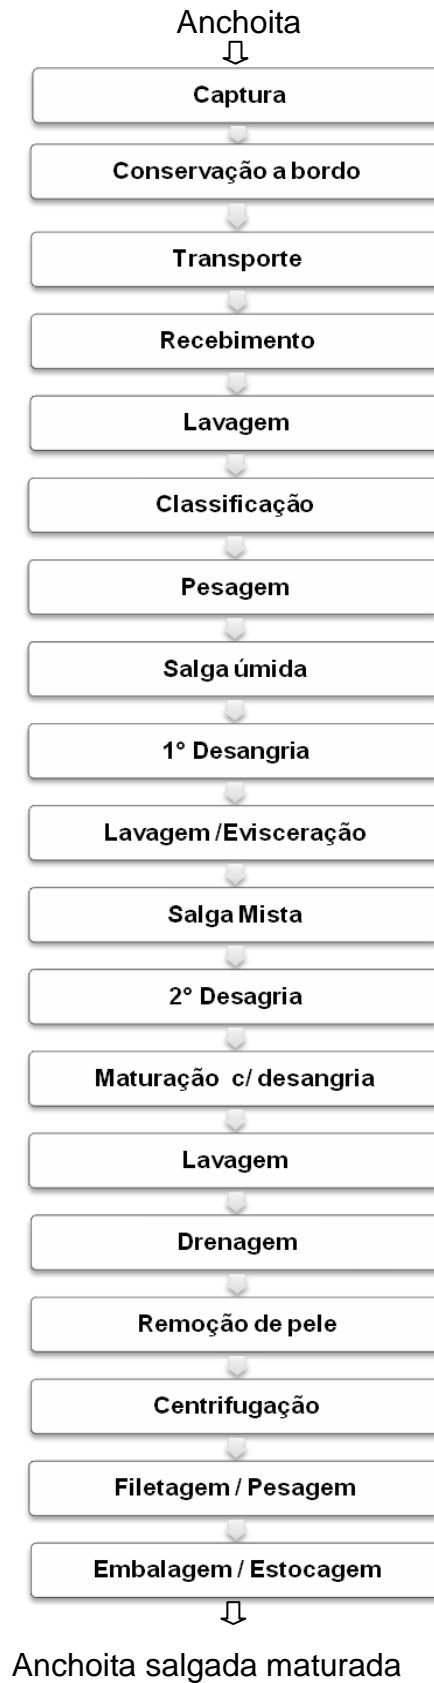 Anchoita
Captura
Conservação a bordo
Transporte
Recebimento
Lavagem
Classificação
Pesagem
Salga úmida
1° Desangria
Lavagem /Evisceração
Salga Mista
2° Desagria
Maturação c/ desangria
Lavagem
Drenagem
Remoção de pele
Centrifugação
Filetagem / Pesagem
Embalagem / Estocagem
Anchoita salgada maturada